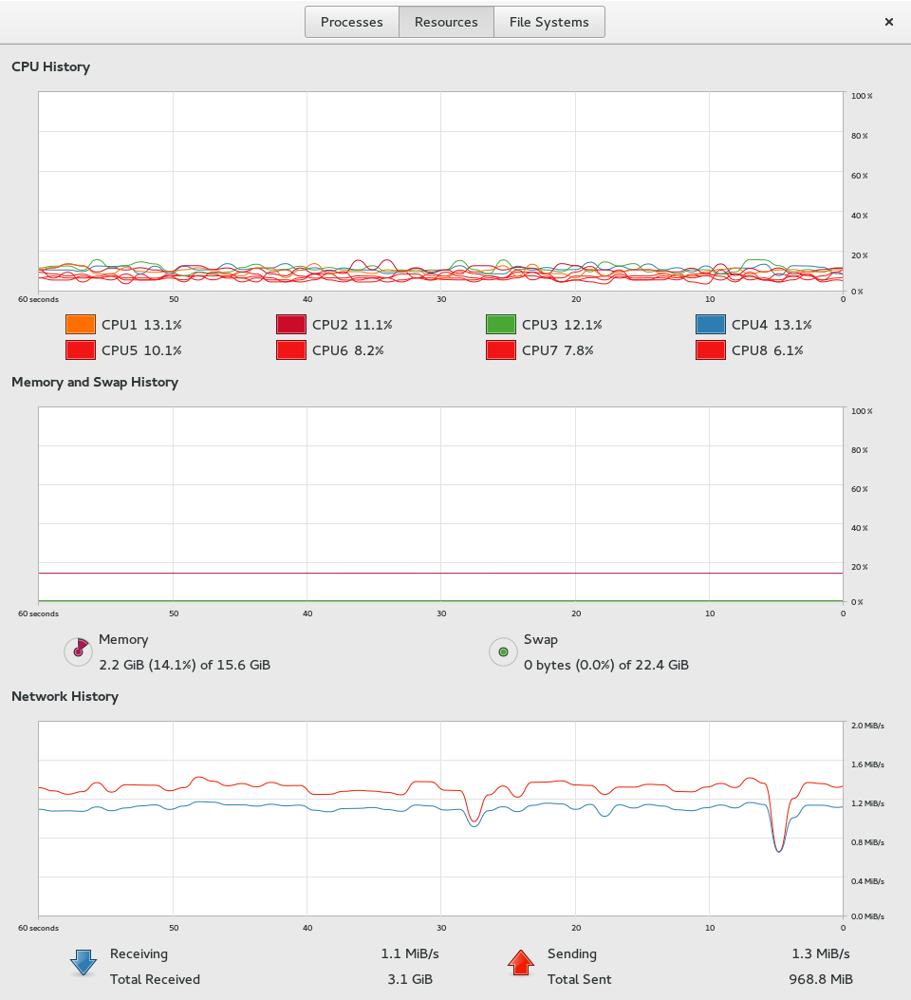 Processes Resources File Systems ×
CPU History
100 %
80 %
60 %
40 %
20 %
0 %
60 seconds 50 40 30 20 10 0
CPU1 13.1% CPU2 11.1% CPU3 12.1% CPU4 13.1%
CPU5 10.1% CPU6 8.2% CPU7 7.8% CPU8 6.1%
Memory and Swap History
100 %
80 %
60 %
40 %
20 %
0 %
60 seconds 50 40 30 20 10 0
Memory Swap
2.2 GiB (14.1%) of 15.6 GiB 0 bytes (0.0%) of 22.4 GiB
Network History
2.0 MiB/s
1.6 MiB/s
1.2 MiB/s
0.8 MiB/s
0.4 MiB/s
0.0 MiB/s
60 seconds 50 40 30 20 10 0
Receiving 1.1 MiB/s Sending 1.3 MiB/s
Total Received 3.1 GiB Total Sent 968.8 MiB